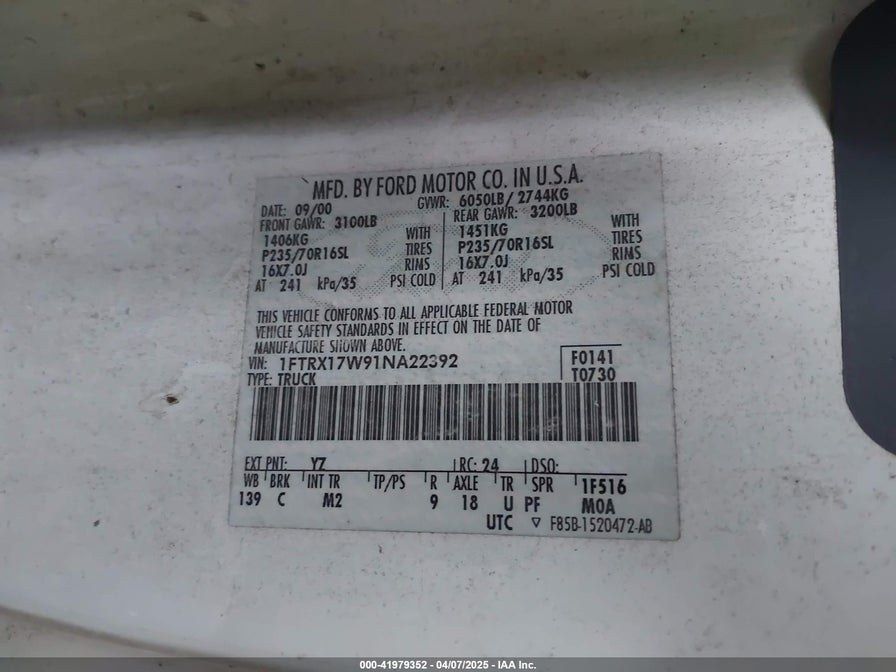 MFD. BY FORD MOTOR CO. IN U.S.A.
DATE: 09/00 GVWR: 6050LB/ 2744KG
FRONT GAWR: 3100LB REAR GAWR: 3200LB
1406KG WITH 1451KG WITH
P235/70R16SL TIRES P235/70R16SL TIRES
16X7.0J RIMS 16X7.0J RIMS
AT 241 kPa/35 PSI COLD AT 241 kPa/35 PSI COLD
THIS VEHICLE CONFORMS TO ALL APPLICABLE FEDERAL MOTOR
VEHICLE SAFETY STANDARDS IN EFFECT ON THE DATE OF
MANUFACTURE SHOWN ABOVE.
VIN: 1FTRX17W91NA22392 F0141
TYPE: TRUCK T0730
EXT PNT: YZ RC: 24 DSO:
WB BRK INT TR TP/PS R AXLE TR SPR 1F516
139 C M2 9 18 U PF M0A
UTC ▽ F85B-1520472-AB
000-41979352 - 04/07/2025 - IAA Inc.